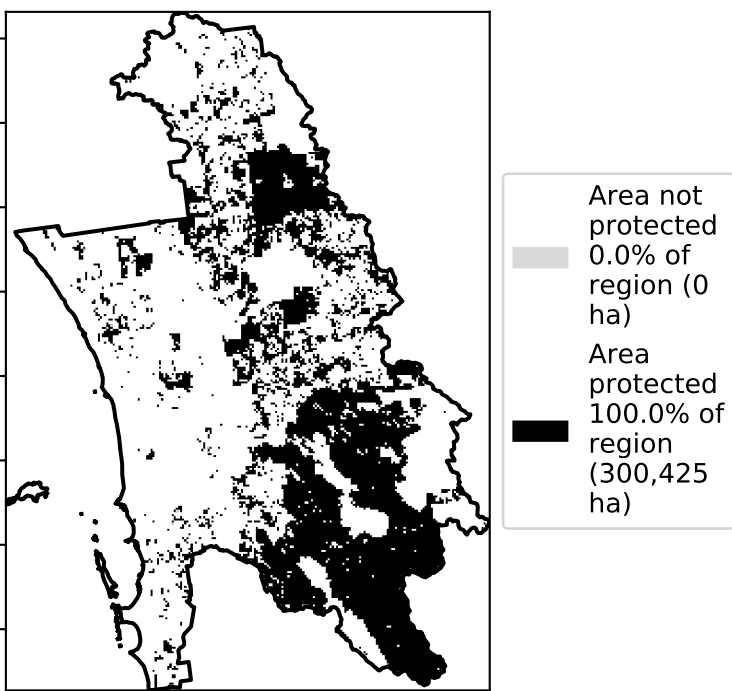 Area not
protected
0.0% of
region (0
ha)
Area
protected
100.0% of
region
(300,425
ha)